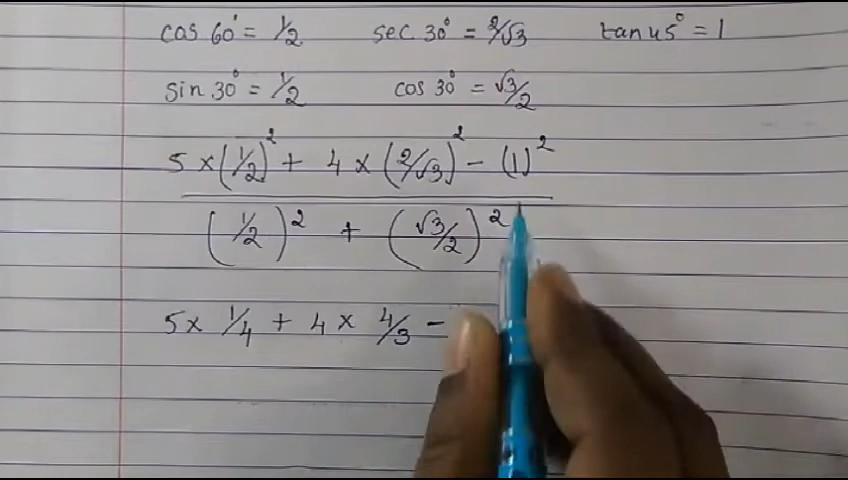 cos 60° = 1/2 sec 30° = 2/√3 tan 45° = 1
sin 30° = 1/2 cos 30° = √3/2
5 × (1/2)² + 4 × (2/√3)² - (1)²
(1/2)² + (√3/2)²
5 × 1/4 + 4 × 4/3 -